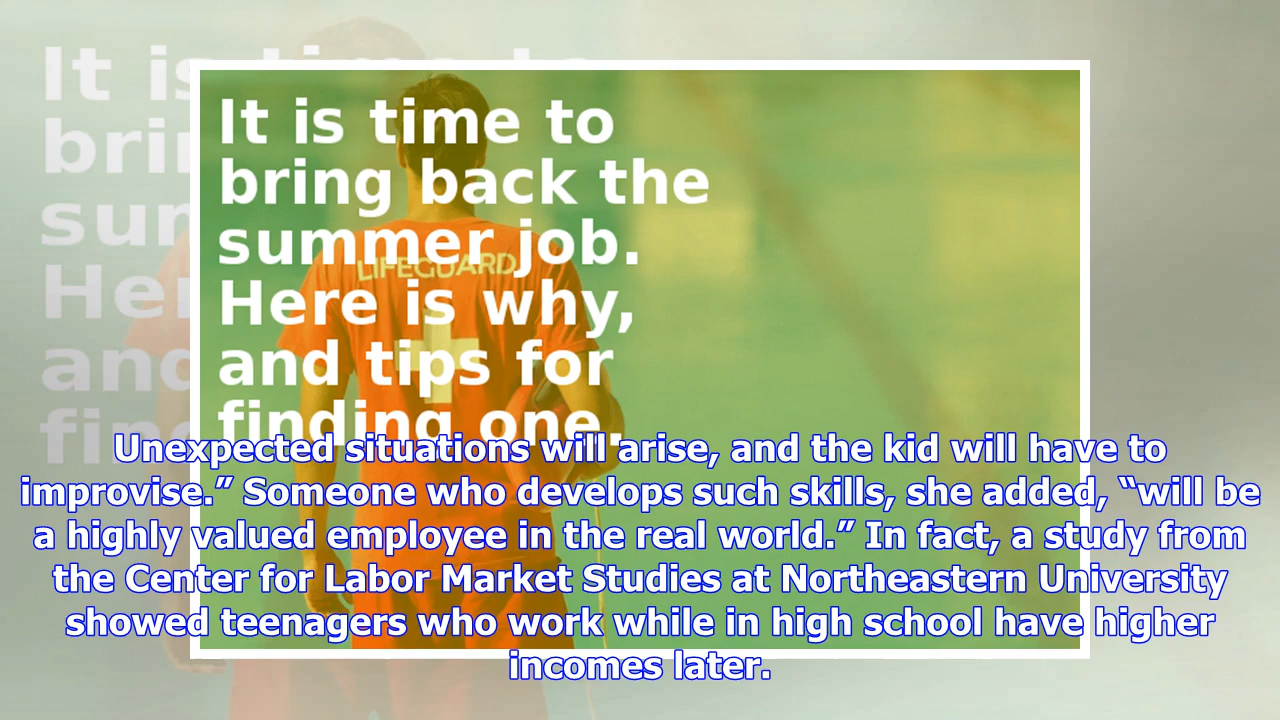 It is time to
bring back the
summer job.
LIFEGUARD
Here is why,
and tips for
finding one.
Unexpected situations will arise, and the kid will have to
improvise.” Someone who develops such skills, she added, “will be
a highly valued employee in the real world.” In fact, a study from
the Center for Labor Market Studies at Northeastern University
showed teenagers who work while in high school have higher
incomes later.